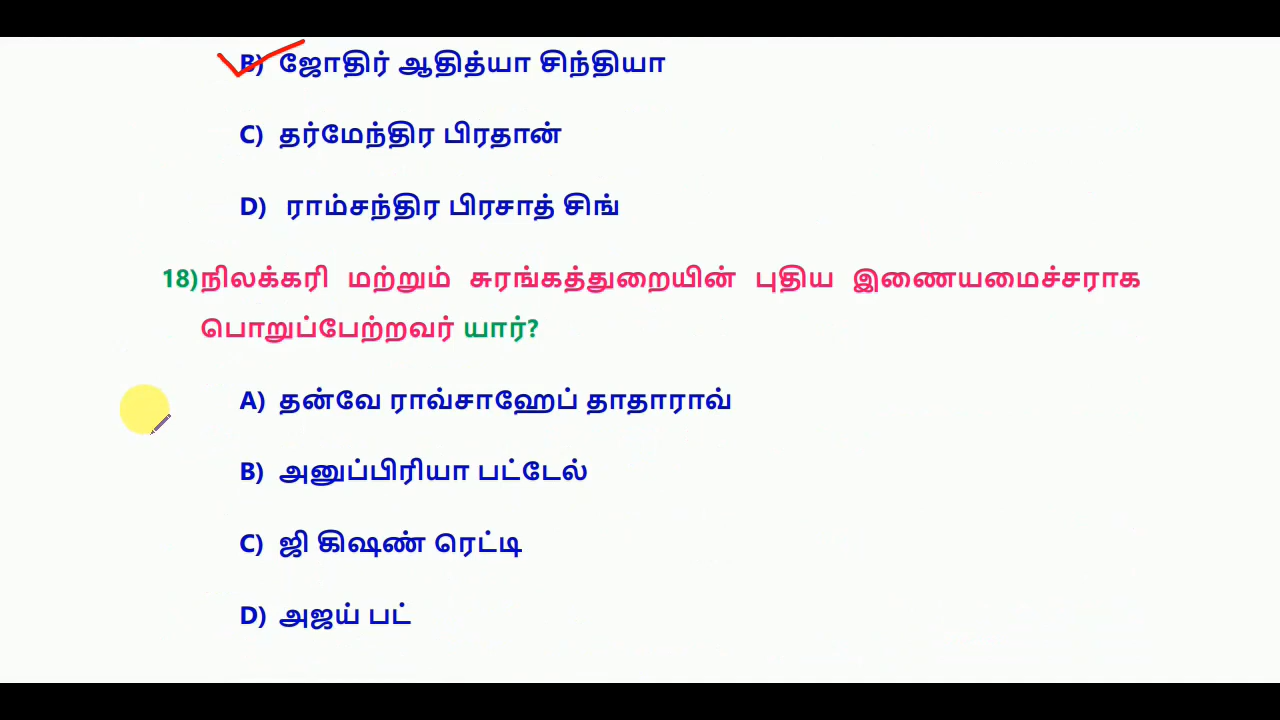 B) ஜோதிர் ஆதித்யா சிந்தியா
C) தர்மேந்திர பிரதான்
D) ராம்சந்திர பிரசாத் சிங்
18)நிலக்கரி மற்றும் சுரங்கத்துறையின் புதிய இணையமைச்சராக
பொறுப்பேற்றவர் யார்?
A) தன்வே ராவ்சாஹேப் தாதாராவ்
B) அனுப்பிரியா பட்டேல்
C) ஜி கிஷண் ரெட்டி
D) அஜய் பட்